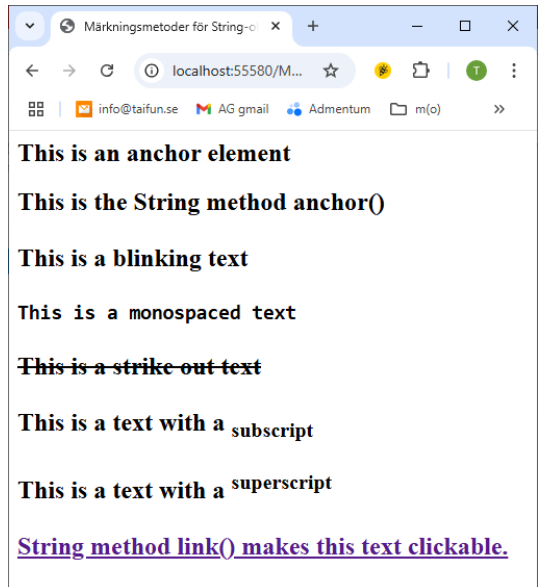 Märkningsmetoder för String-o
localhost:55580/M...
T
info@taifun.se AG gmail Admentum m(o) »
This is an anchor element
This is the String method anchor()
This is a blinking text
This is a monospaced text
This is a strike out text
This is a text with a subscript
This is a text with a superscript
String method link() makes this text clickable.